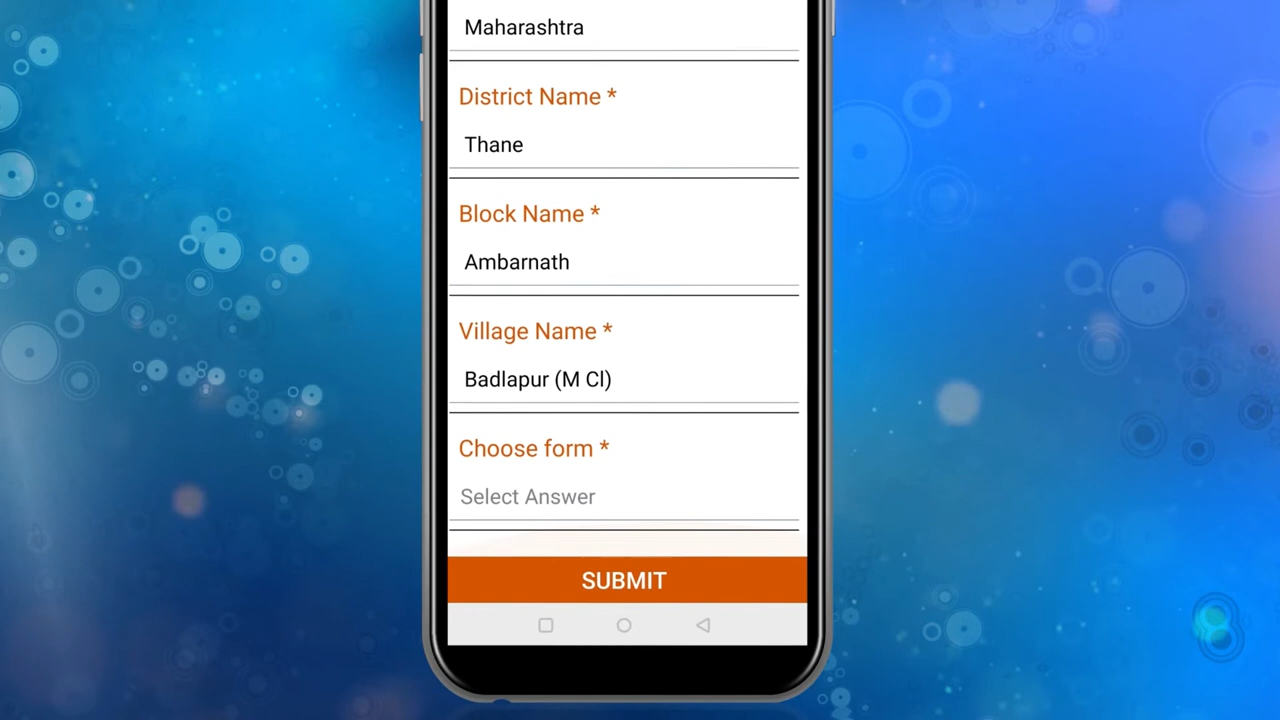 Maharashtra
District Name *
Thane
Block Name *
Ambarnath
Village Name *
Badlapur (M Cl)
Choose form *
Select Answer
SUBMIT